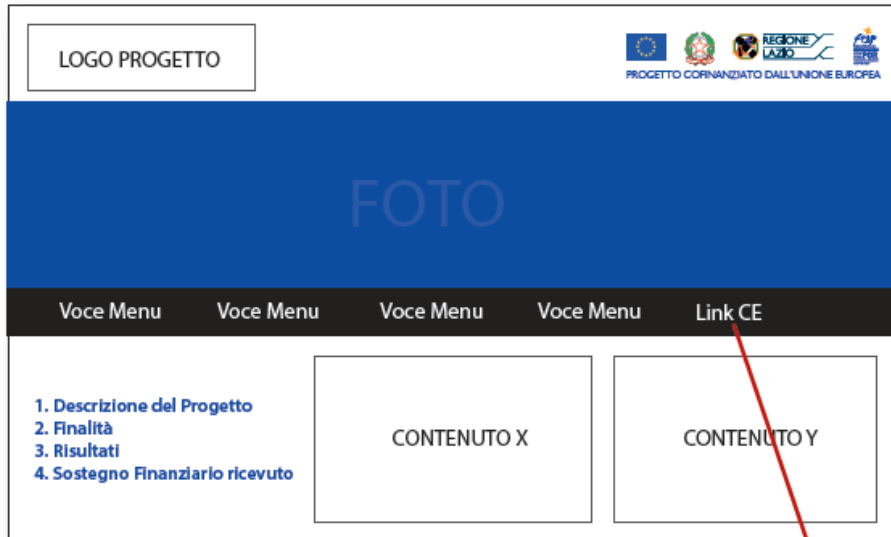 LOGO PROGETTO
REGIONE
LAZIO
PROGETTO COFINANZIATO DALL'UNIONE EUROPEA
FOTO
Voce Menu Voce Menu Voce Menu Voce Menu Link CE
1. Descrizione del Progetto
2. Finalità
3. Risultati
4. Sostegno Finanziario ricevuto
CONTENUTO X
CONTENUTO Y